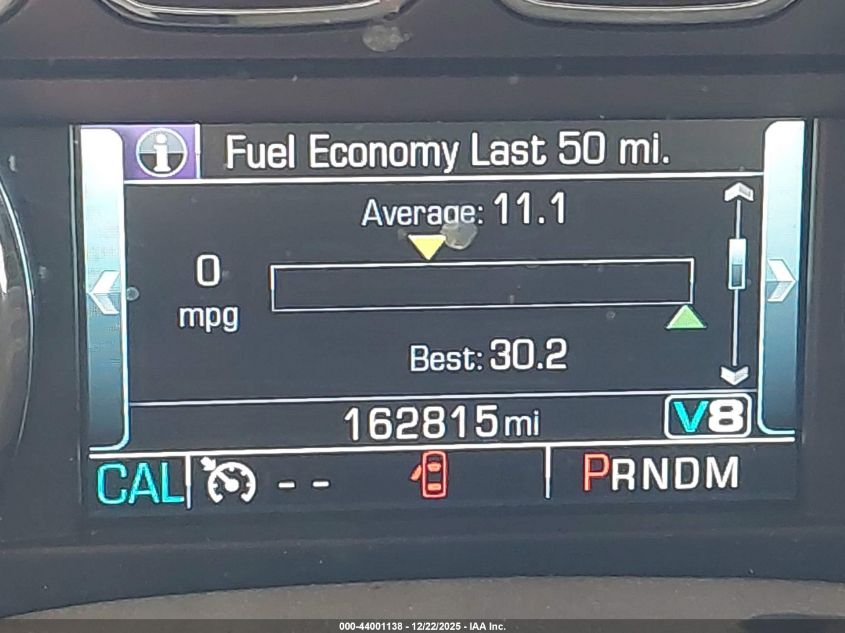 Fuel Economy Last 50 mi.
Average: 11.1
0
mpg
Best: 30.2
162815 mi
V8
CAL
--
PRNDM
000-44001138 - 12/22/2025 - IAA Inc.